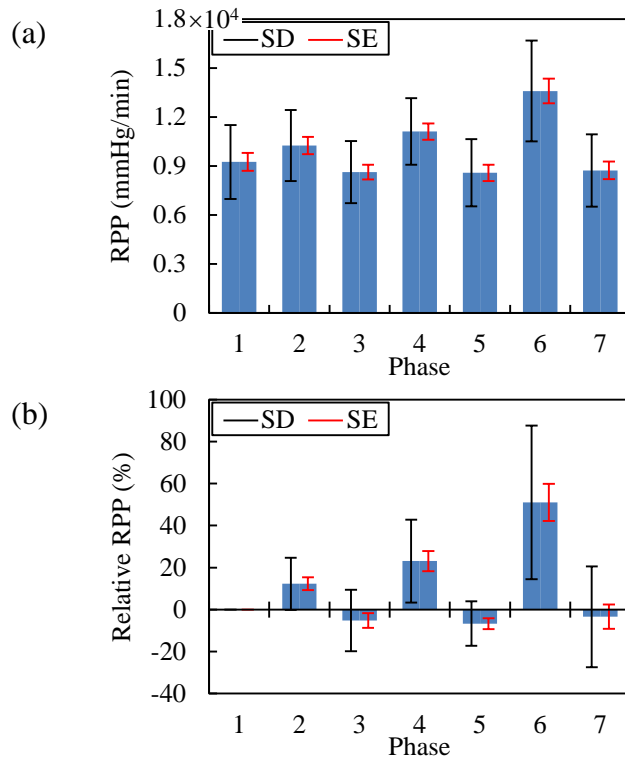 (a)
1.8×10⁴
SD SE
1.5
1.2
0.9
0.6
0.3
0
RPP (mmHg/min)
1 2 3 4 5 6 7
Phase
(b)
100
SD SE
80
60
40
20
0
-20
-40
Relative RPP (%)
1 2 3 4 5 6 7
Phase